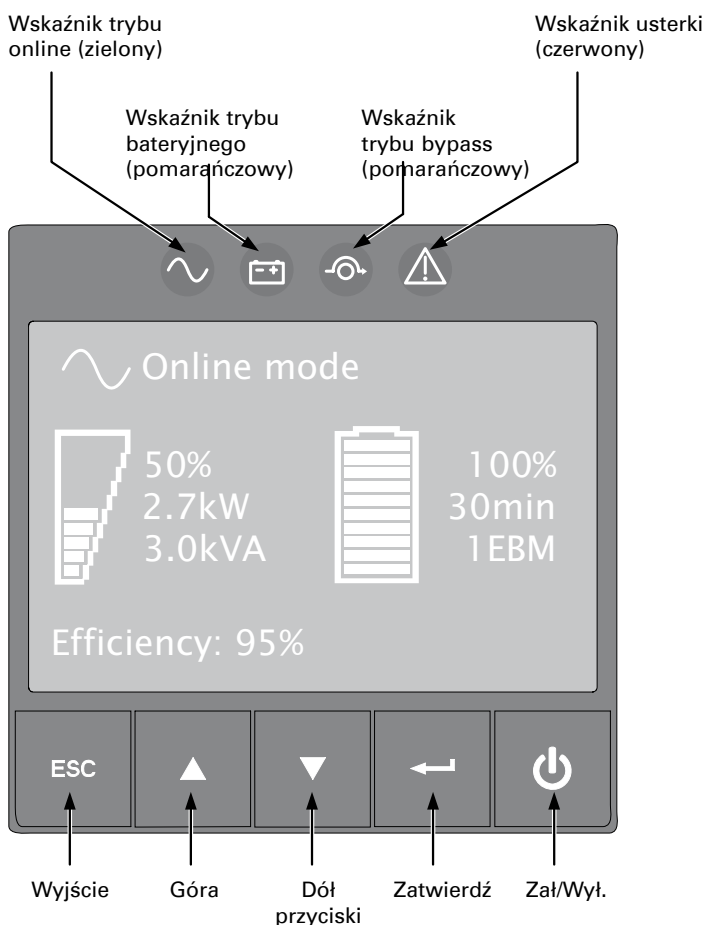 Wskaźnik trybu
online (zielony)
Wskaźnik usterki
(czerwony)
Wskaźnik trybu
bateryjnego
(pomarańczowy)
Wskaźnik
trybu bypass
(pomarańczowy)
Online mode
50%
2.7kW
3.0kVA
100%
30min
1EBM
Efficiency: 95%
ESC
Wyjście
Góra
Dół
przyciski
Zatwierdź
Zał/Wył.